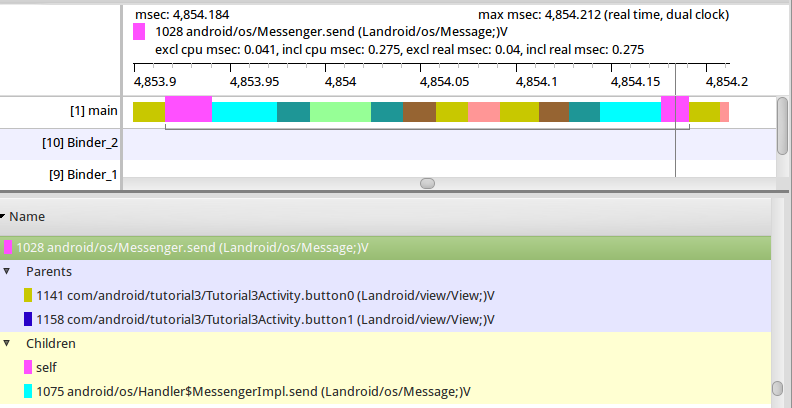 msec: 4,854.184 max msec: 4,854.212 (real time, dual clock)
1028 android/os/Messenger.send (Landroid/os/Message;)V
excl cpu msec: 0.041, incl cpu msec: 0.275, excl real msec: 0.04, incl real msec: 0.275
4,853.9 4,853.95 4,854 4,854.05 4,854.1 4,854.15 4,854.2
[1] main
[10] Binder_2
[9] Binder_1
Name
1028 android/os/Messenger.send (Landroid/os/Message;)V
Parents
1141 com/android/tutorial3/Tutorial3Activity.button0 (Landroid/view/View;)V
1158 com/android/tutorial3/Tutorial3Activity.button1 (Landroid/view/View;)V
Children
self
1075 android/os/Handler$MessengerImpl.send (Landroid/os/Message;)V